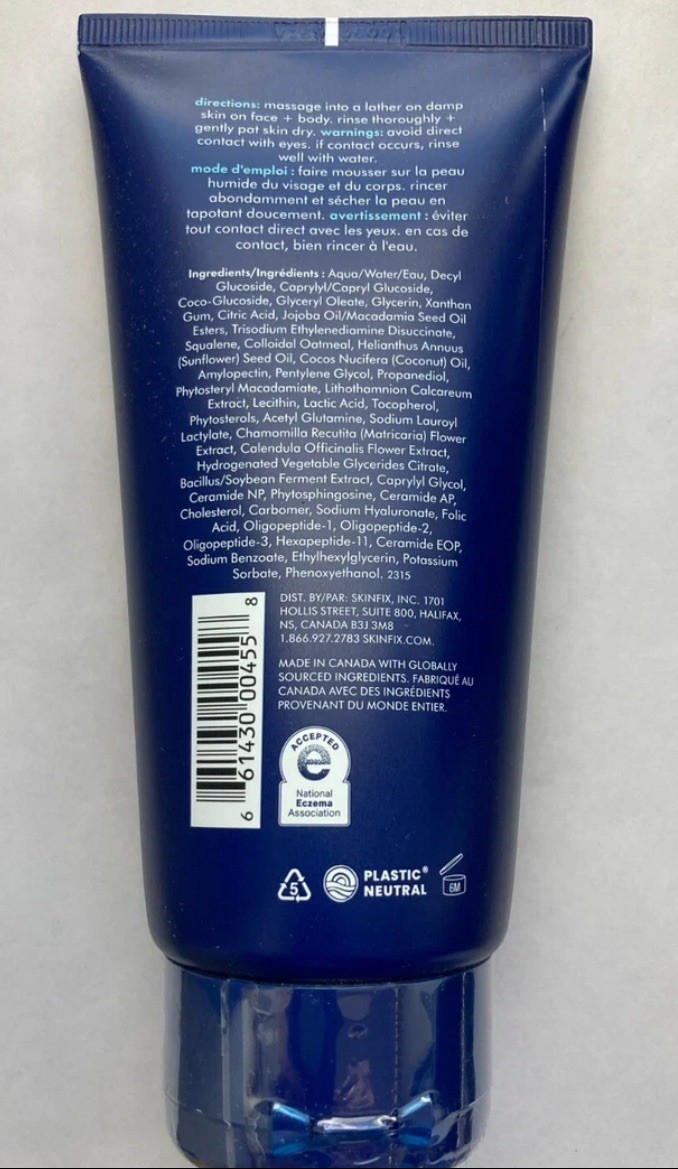 directions: massage into a lather on damp
skin on face + body. rinse thoroughly +
gently pat skin dry. warnings: avoid direct
contact with eyes. if contact occurs, rinse
well with water.
mode d'emploi : faire mousser sur la peau
humide du visage et du corps. rincer
abondamment et sécher la peau en
tapotant doucement. avertissement : éviter
tout contact direct avec les yeux. en cas de
contact, bien rincer à l'eau.
Ingredients/Ingrédients : Aqua/Water/Eau, Decyl
Glucoside, Caprylyl/Capryl Glucoside,
Coco-Glucoside, Glyceryl Oleate, Glycerin, Xanthan
Gum, Citric Acid, Jojoba Oil/Macadamia Seed Oil
Esters, Trisodium Ethylenediamine Disuccinate,
Squalene, Colloidal Oatmeal, Helianthus Annuus
(Sunflower) Seed Oil, Cocos Nucifera (Coconut) Oil,
Amylopectin, Pentylene Glycol, Propanediol,
Phytosteryl Macadamiate, Lithothamnion Calcareum
Extract, Lecithin, Lactic Acid, Tocopherol,
Phytosterols, Acetyl Glutamine, Sodium Lauroyl
Lactylate, Chamomilla Recutita (Matricaria) Flower
Extract, Calendula Officinalis Flower Extract,
Hydrogenated Vegetable Glycerides Citrate,
Bacillus/Soybean Ferment Extract, Caprylyl Glycol,
Ceramide NP, Phytosphingosine, Ceramide AP,
Cholesterol, Carbomer, Sodium Hyaluronate, Folic
Acid, Oligopeptide-1, Oligopeptide-2,
Oligopeptide-3, Hexapeptide-11, Ceramide EOP,
Sodium Benzoate, Ethylhexylglycerin, Potassium
Sorbate, Phenoxyethanol. 2315
6 61430 00455 8
DIST. BY/PAR: SKINFIX, INC. 1701
HOLLIS STREET, SUITE 800, HALIFAX,
NS, CANADA B3J 3M8
1.866.927.2783 SKINFIX.COM.
MADE IN CANADA WITH GLOBALLY
SOURCED INGREDIENTS. FABRIQUÉ AU
CANADA AVEC DES INGRÉDIENTS
PROVENANT DU MONDE ENTIER.
ACCEPTED
National
Eczema
Association
5
PLASTIC®
NEUTRAL
6M